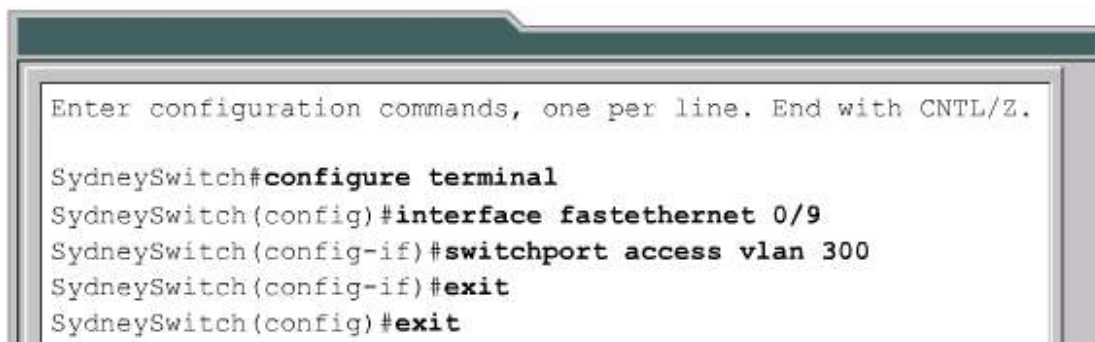 Enter configuration commands, one per line. End with CNTL/Z.
SydneySwitch#configure terminal
SydneySwitch(config)#interface fastethernet 0/9
SydneySwitch(config-if)#switchport access vlan 300
SydneySwitch(config-if)#exit
SydneySwitch(config)#exit